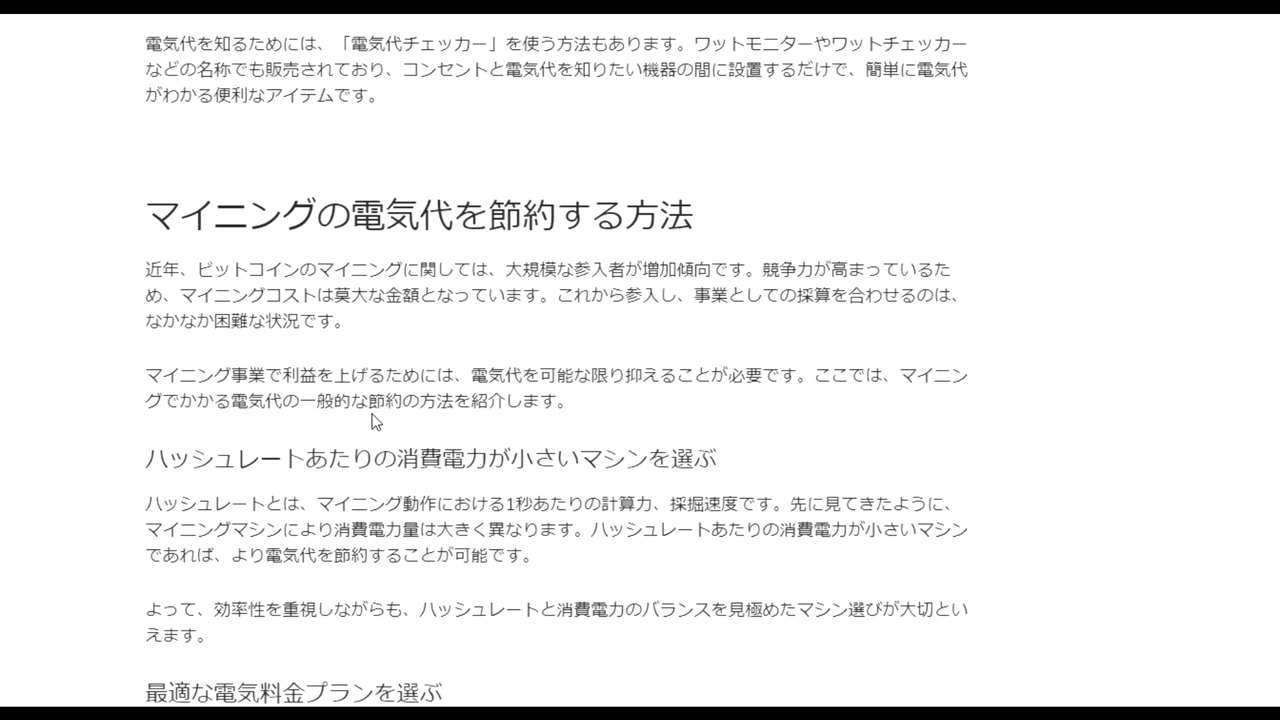 電気代を知るためには、「電気代チェッカー」を使う方法もあります。ワットモニターやワットチェッカー
などの名称でも販売されており、コンセントと電気代を知りたい機器の間に設置するだけで、簡単に電気代
がわかる便利なアイテムです。
マイニングの電気代を節約する方法
近年、ビットコインのマイニングに関しては、大規模な参入者が増加傾向です。競争力が高まっているた
め、マイニングコストは莫大な金額となっています。これから参入し、事業としての採算を合わせるのは、
なかなか困難な状況です。
マイニング事業で利益を上げるためには、電気代を可能な限り抑えることが必要です。ここでは、マイニン
グでかかる電気代の一般的な節約の方法を紹介します。
ハッシュレートあたりの消費電力が小さいマシンを選ぶ
ハッシュレートとは、マイニング動作における1秒あたりの計算力、採掘速度です。先に見てきたように、
マイニングマシンにより消費電力量は大きく異なります。ハッシュレートあたりの消費電力が小さいマシン
であれば、より電気代を節約することが可能です。
よって、効率性を重視しながらも、ハッシュレートと消費電力のバランスを見極めたマシン選びが大切とい
えます。
最適な電気料金プランを選ぶ